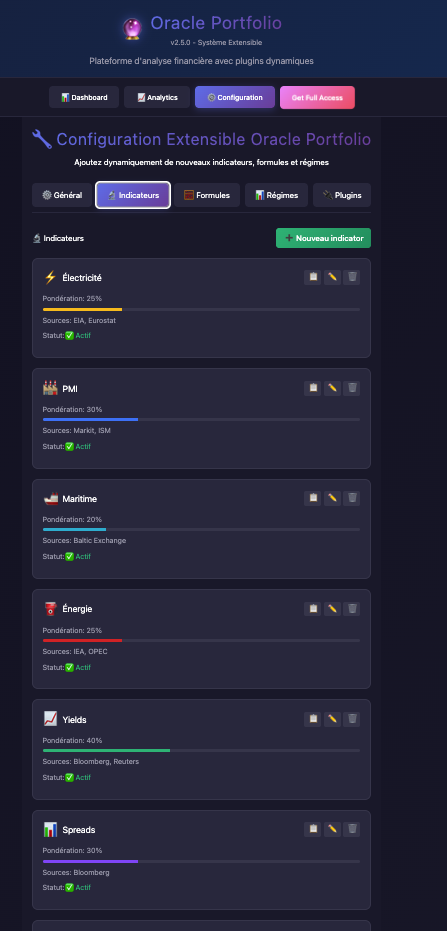 Oracle Portfolio
v2.5.0 - Système Extensible
Plateforme d'analyse financière avec plugins dynamiques
Dashboard
Analytics
Configuration
Get Full Access
Configuration Extensible Oracle Portfolio
Ajoutez dynamiquement de nouveaux indicateurs, formules et régimes
Général
Indicateurs
Formules
Régimes
Plugins
Indicateurs
Nouveau indicator
Électricité
Pondération: 25%
Sources: EIA, Eurostat
Statut: Actif
PMI
Pondération: 30%
Sources: Markit, ISM
Statut: Actif
Maritime
Pondération: 20%
Sources: Baltic Exchange
Statut: Actif
Énergie
Pondération: 25%
Sources: IEA, OPEC
Statut: Actif
Yields
Pondération: 40%
Sources: Bloomberg, Reuters
Statut: Actif
Spreads
Pondération: 30%
Sources: Bloomberg
Statut: Actif